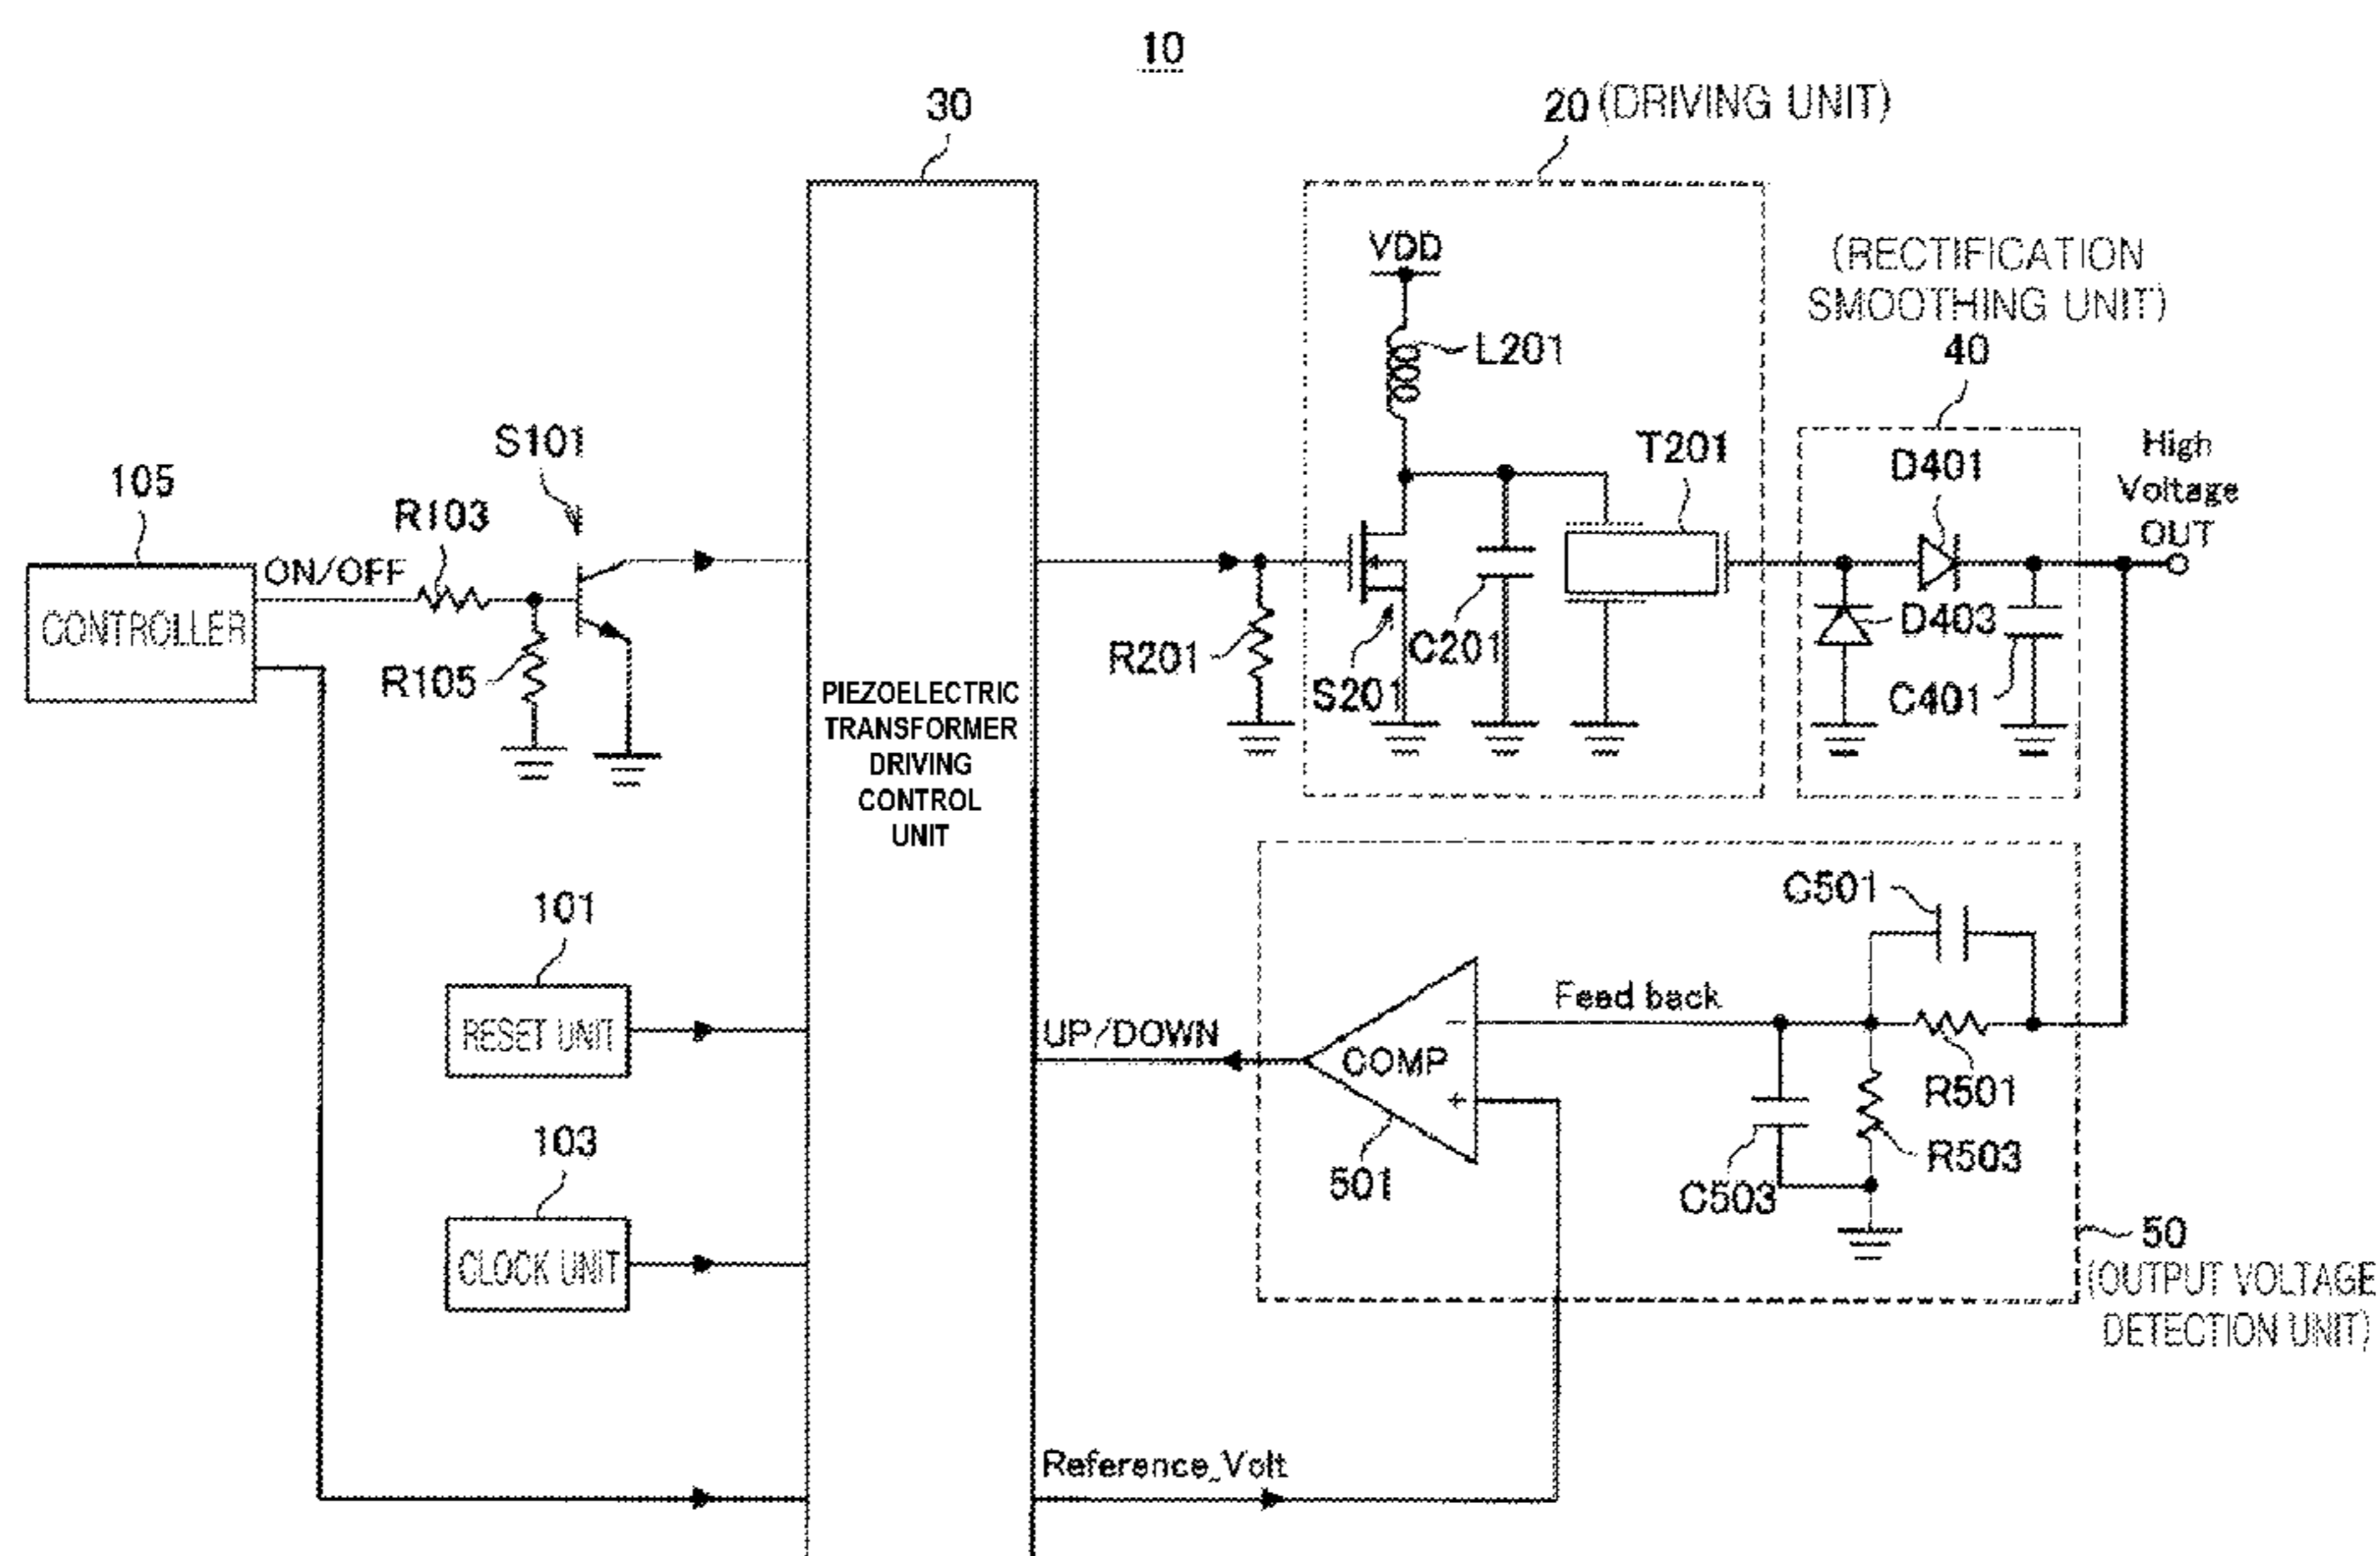 10
30
20 (DRIVING UNIT)
VDD
L201
(RECTIFICATION
SMOOTHING UNIT)
40
S101
T201
D401
High
Voltage
OUT
105
R103
ON/OFF
CONTROLLER
R105
R201
S201
C201
D403
C401
PIEZOELECTRIC
TRANSFORMER
DRIVING
CONTROL
UNIT
101
RESET UNIT
103
CLOCK UNIT
C501
Feed back
UP/DOWN
COMP
-
+
501
R501
R503
C503
50
(OUTPUT VOLTAGE
DETECTION UNIT)
Reference_Volt